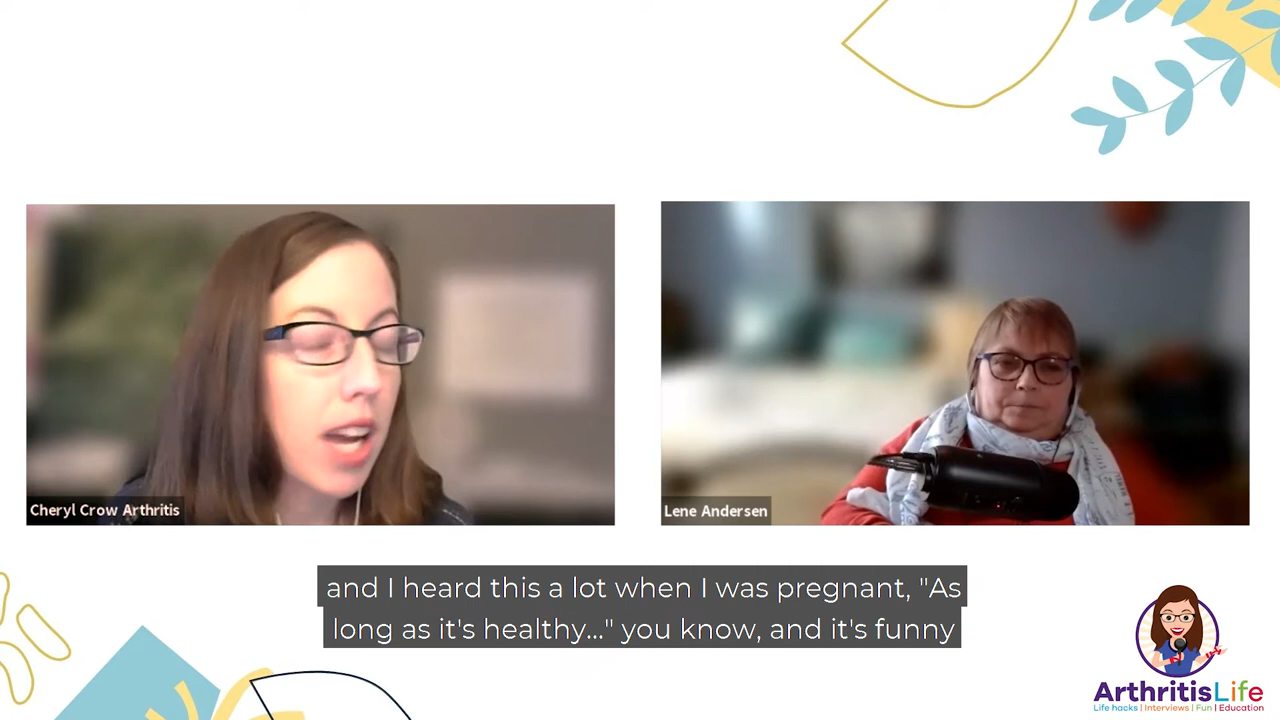 Cheryl Crow Arthritis
Lene Andersen
and I heard this a lot when I was pregnant, "As
long as it's healthy..." you know, and it's funny
ArthritisLife
Life hacks | Interviews | Fun | Education